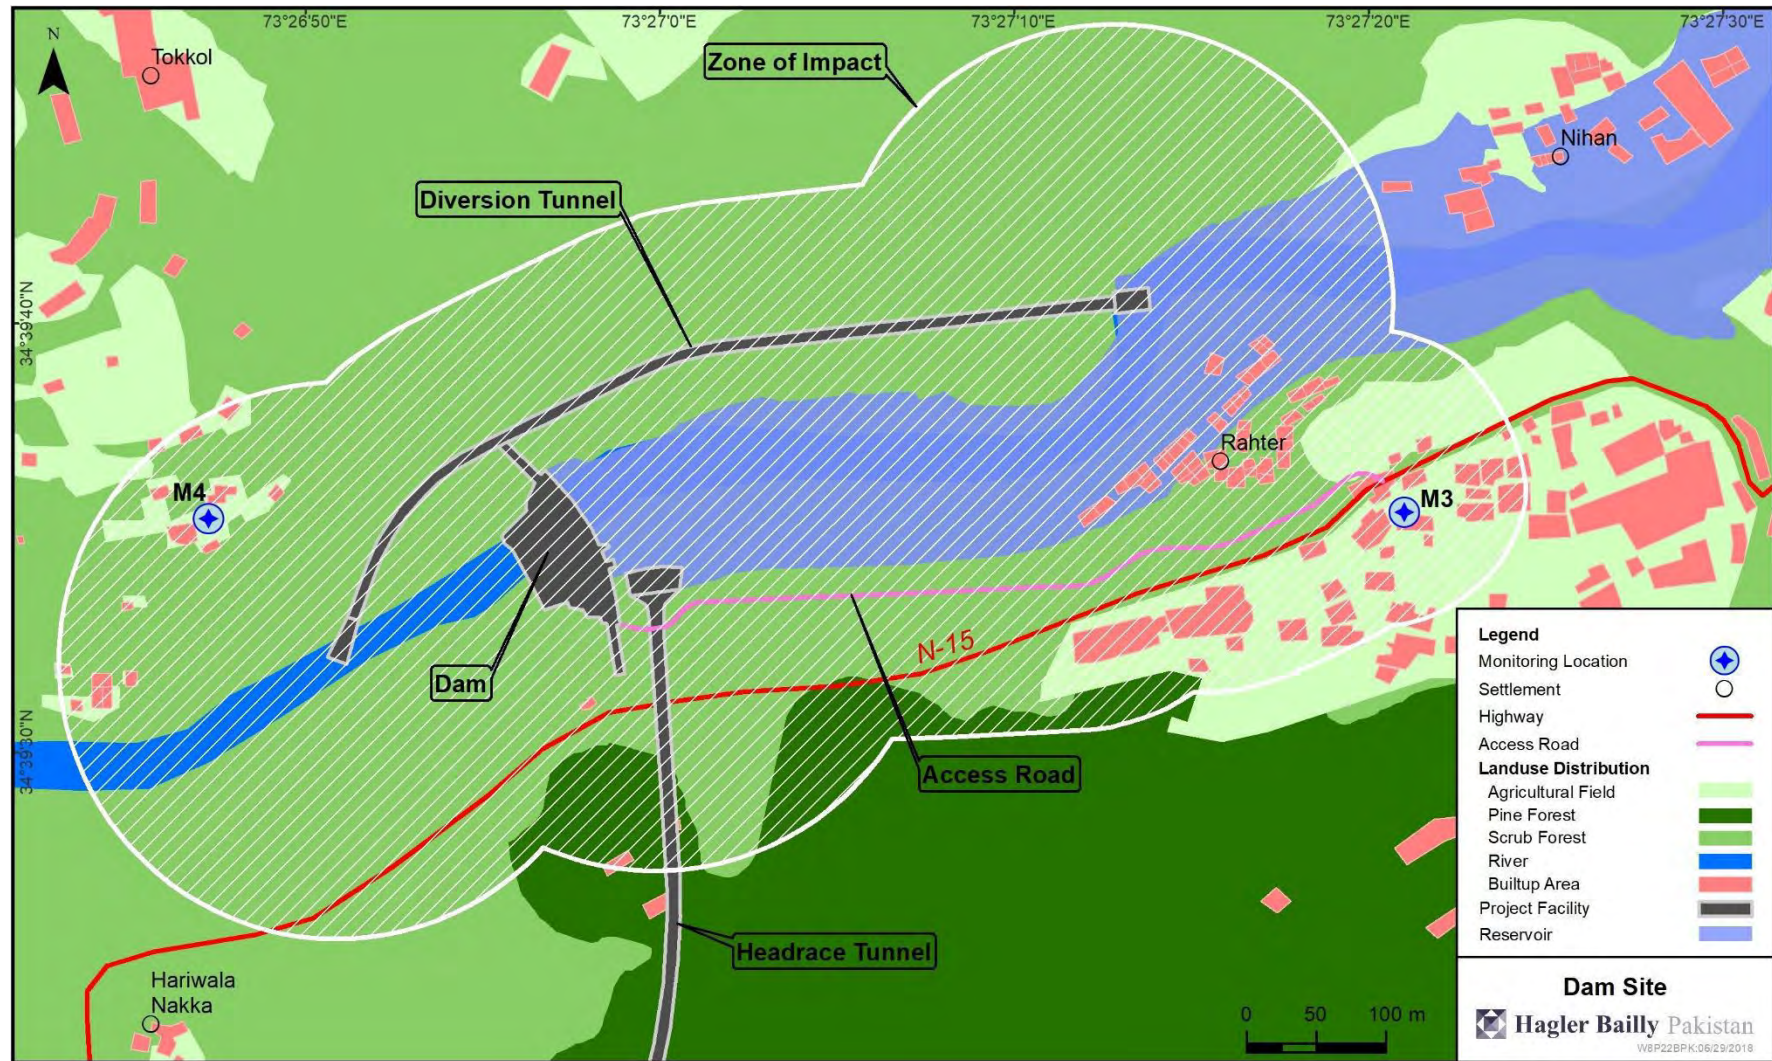 73°26'50"E
73°27'0"E
73°27'10"E
73°27'20"E
73°27'30"E
N
Tokkol
Zone of Impact
Nihan
Diversion Tunnel
34°39'40"N
Rahter
M4
M3
N-15
Dam
34°39'30"N
Access Road
Headrace Tunnel
Hariwala
Nakka
0 50 100 m
Legend
Monitoring Location
Settlement
Highway
Access Road
Landuse Distribution
Agricultural Field
Pine Forest
Scrub Forest
River
Builtup Area
Project Facility
Reservoir
Dam Site
Hagler Bailly Pakistan
W8P22BPK:06/29/2018